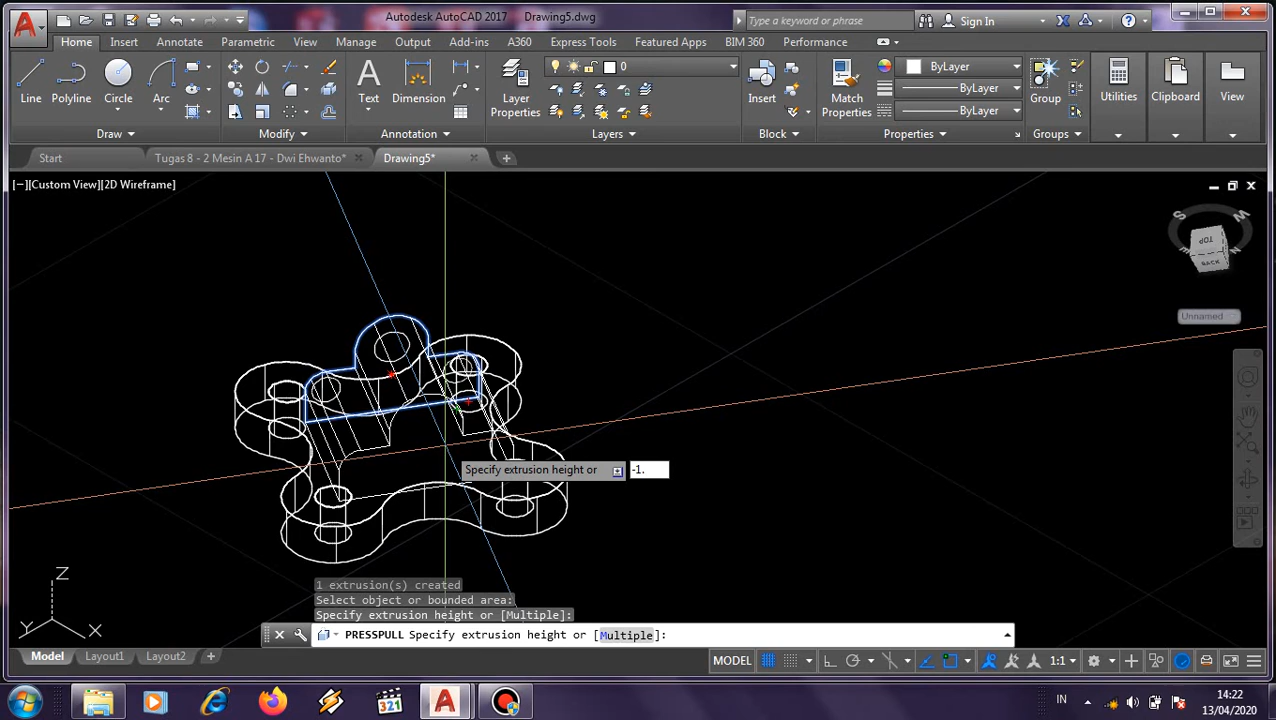 Autodesk AutoCAD 2017 Drawing5.dwg
Type a keyword or phrase
Sign In
Home Insert Annotate Parametric View Manage Output Add-ins A360 Express Tools Featured Apps BIM 360 Performance
0
ByLayer
ByLayer
ByLayer
Line Polyline Circle Arc Text Dimension Layer Properties Insert Match Properties Group Utilities Clipboard View
Draw Modify Annotation Layers Block Properties Groups
Start Tugas 8 - 2 Mesin A 17 - Dwi Ehwanto* Drawing5*
[−][Custom View][2D Wireframe]
S W
TOP
BACK
E N
Unnamed
Specify extrusion height or -1.
Z
Y X
1 extrusion(s) created
Select object or bounded area:
Specify extrusion height or [Multiple]:
PRESSPULL Specify extrusion height or [Multiple]:
Model Layout1 Layout2
MODEL 1:1
321
IN
14:22
13/04/2020